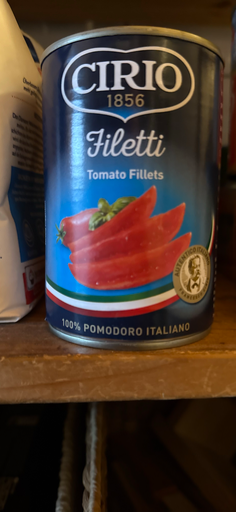 CIRIO
1856
Filetti
Tomato Fillets
100% POMODORO ITALIANO